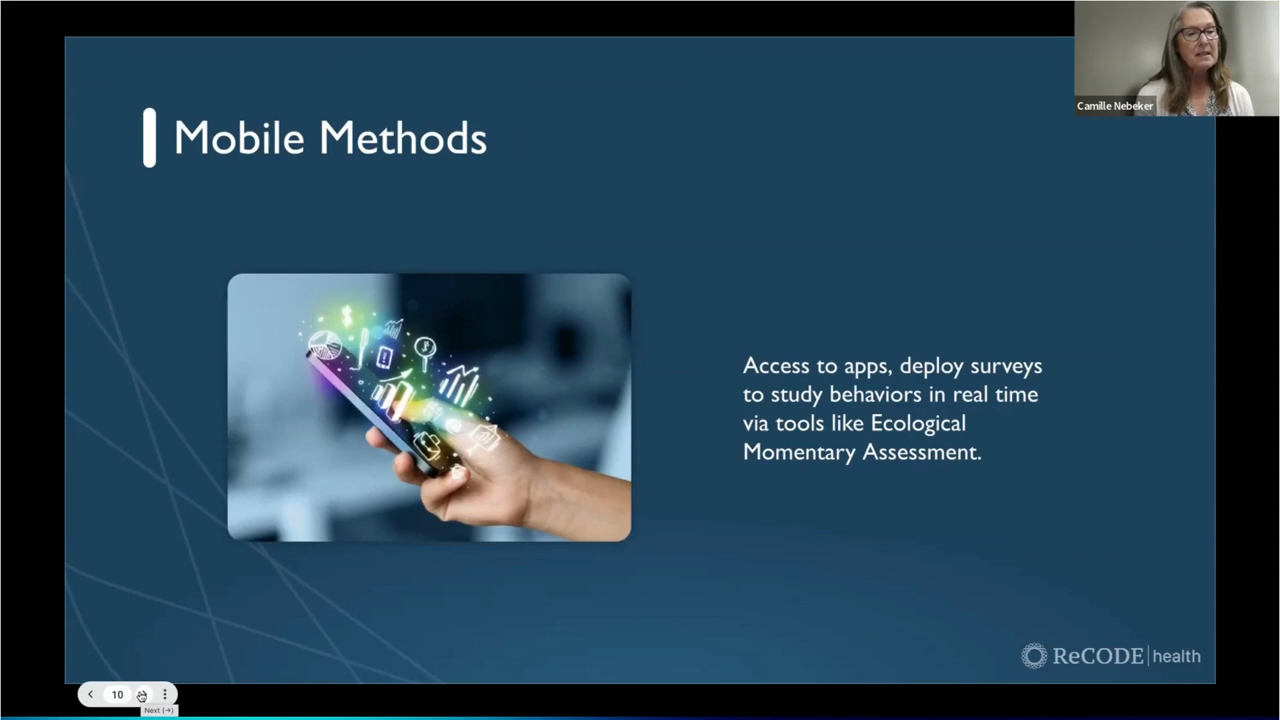 Camille Nebeker
Mobile Methods
Access to apps, deploy surveys
to study behaviors in real time
via tools like Ecological
Momentary Assessment.
ReCODE health
10
Next (→)